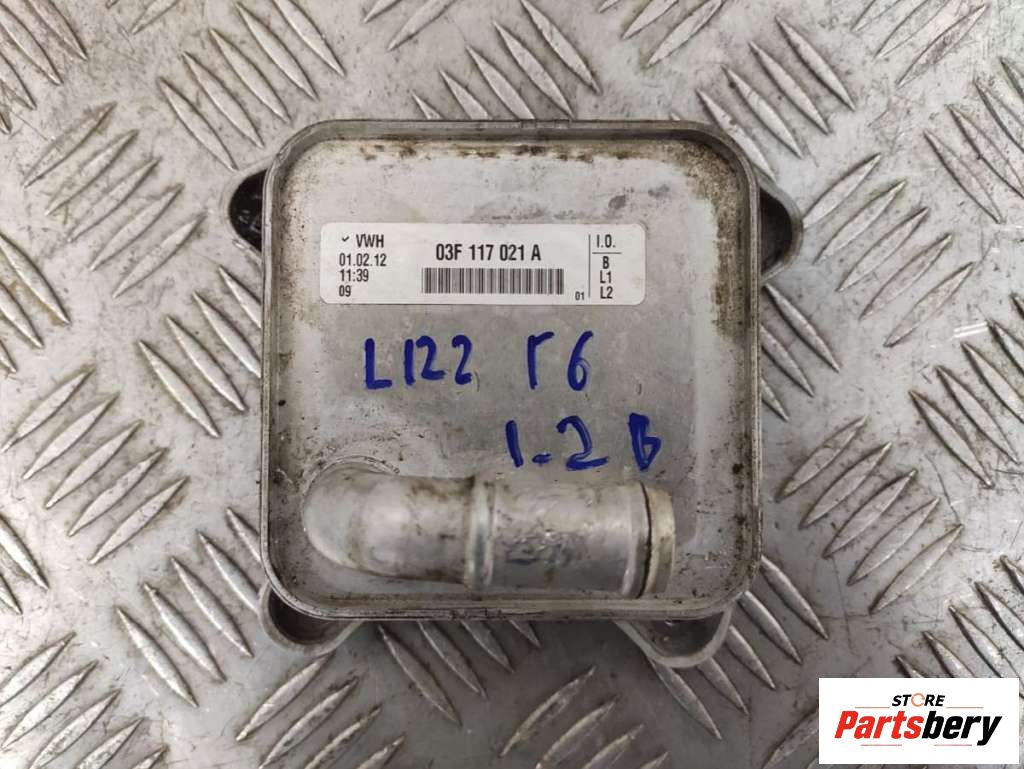 ✓ VWH
01.02.12
11:39
09
03F 117 021 A
01
I.O.
B
L1
L2
L122 Г6
1.2 B
STORE
Partsbery